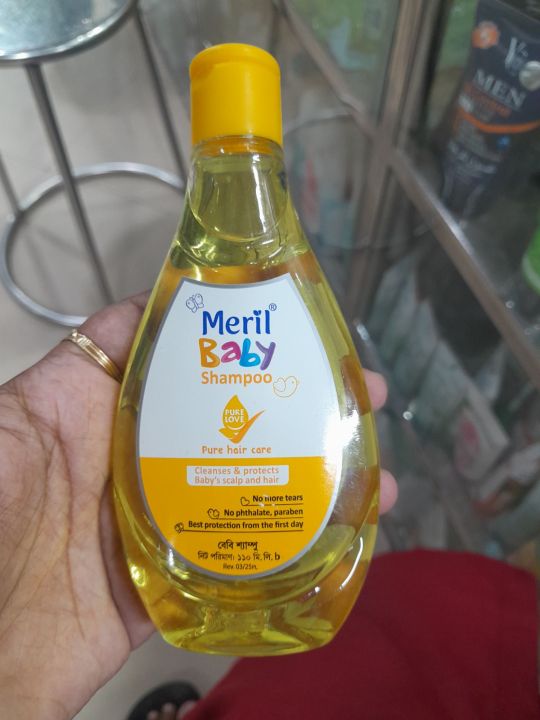 Meril®
Baby
Shampoo
PURE
LOVE
Pure hair care
Cleanses & protects
Baby's scalp and hair
No more tears
No phthalate, paraben
Best protection from the first day
বেবি শ্যাম্পু
নিট পরিমাণ: ১১০ মি.লি. b
Rev. 03/25n.
MEN